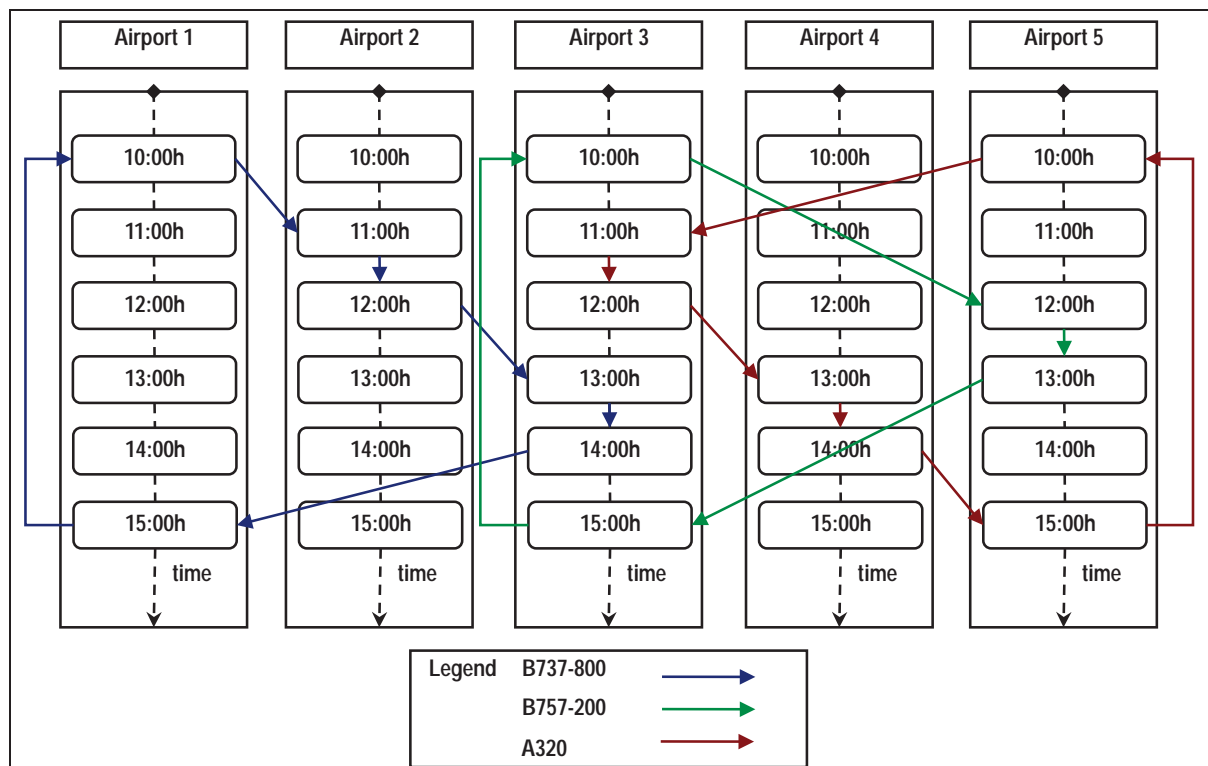 Airport 1 Airport 2 Airport 3 Airport 4 Airport 5
10:00h 10:00h 10:00h 10:00h 10:00h
11:00h 11:00h 11:00h 11:00h 11:00h
12:00h 12:00h 12:00h 12:00h 12:00h
13:00h 13:00h 13:00h 13:00h 13:00h
14:00h 14:00h 14:00h 14:00h 14:00h
15:00h 15:00h 15:00h 15:00h 15:00h
time time time time time
Legend B737-800
B757-200
A320